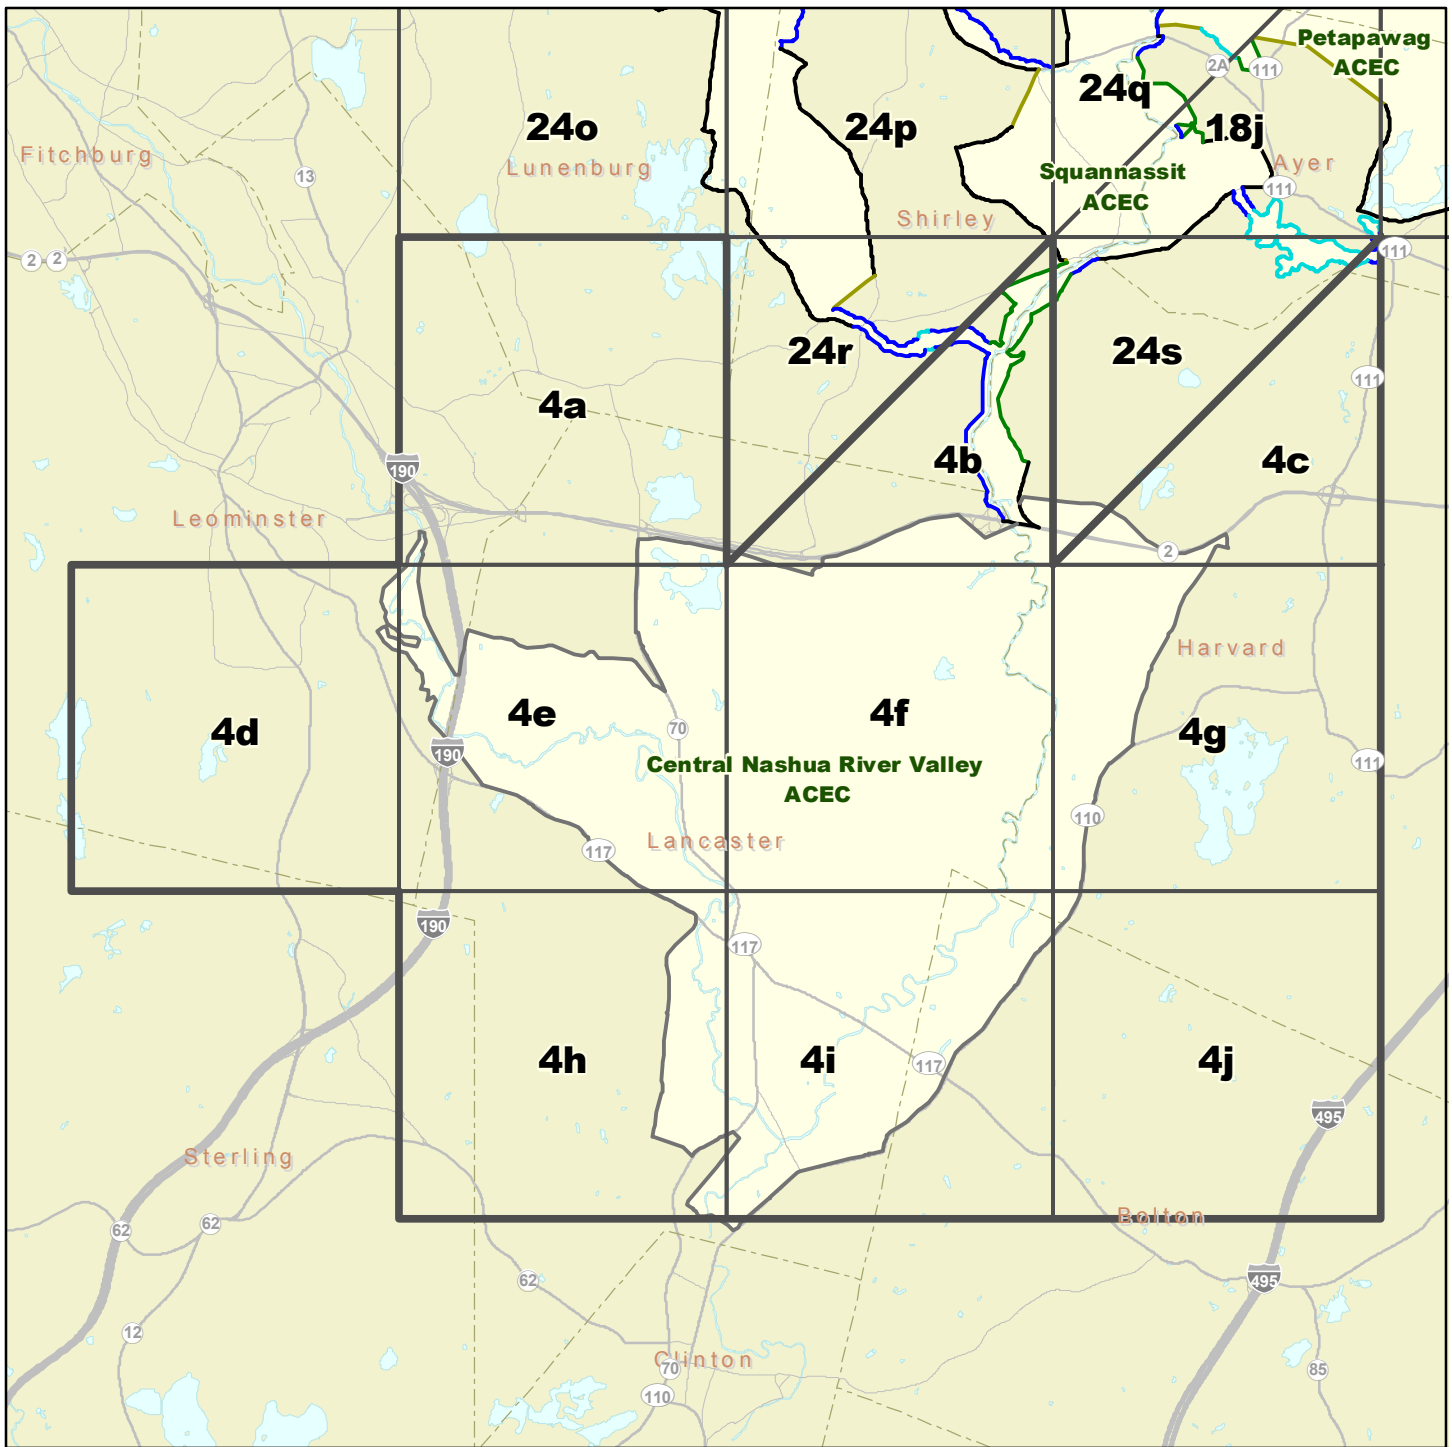 Petapawag
ACEC
2A
111
24q
24o
24p
18j
Fitchburg
Lunenburg
Ayer
13
Squannassit
ACEC
111
Shirley
111
2
2
24r
24s
111
4a
4b
4c
190
Leominster
2
Harvard
4d
4e
70
4f
4g
190
Central Nashua River Valley
ACEC
111
110
Lancaster
117
190
117
4h
4i
117
4j
495
Sterling
62
62
Bolton
62
495
12
Clinton
70
110
85